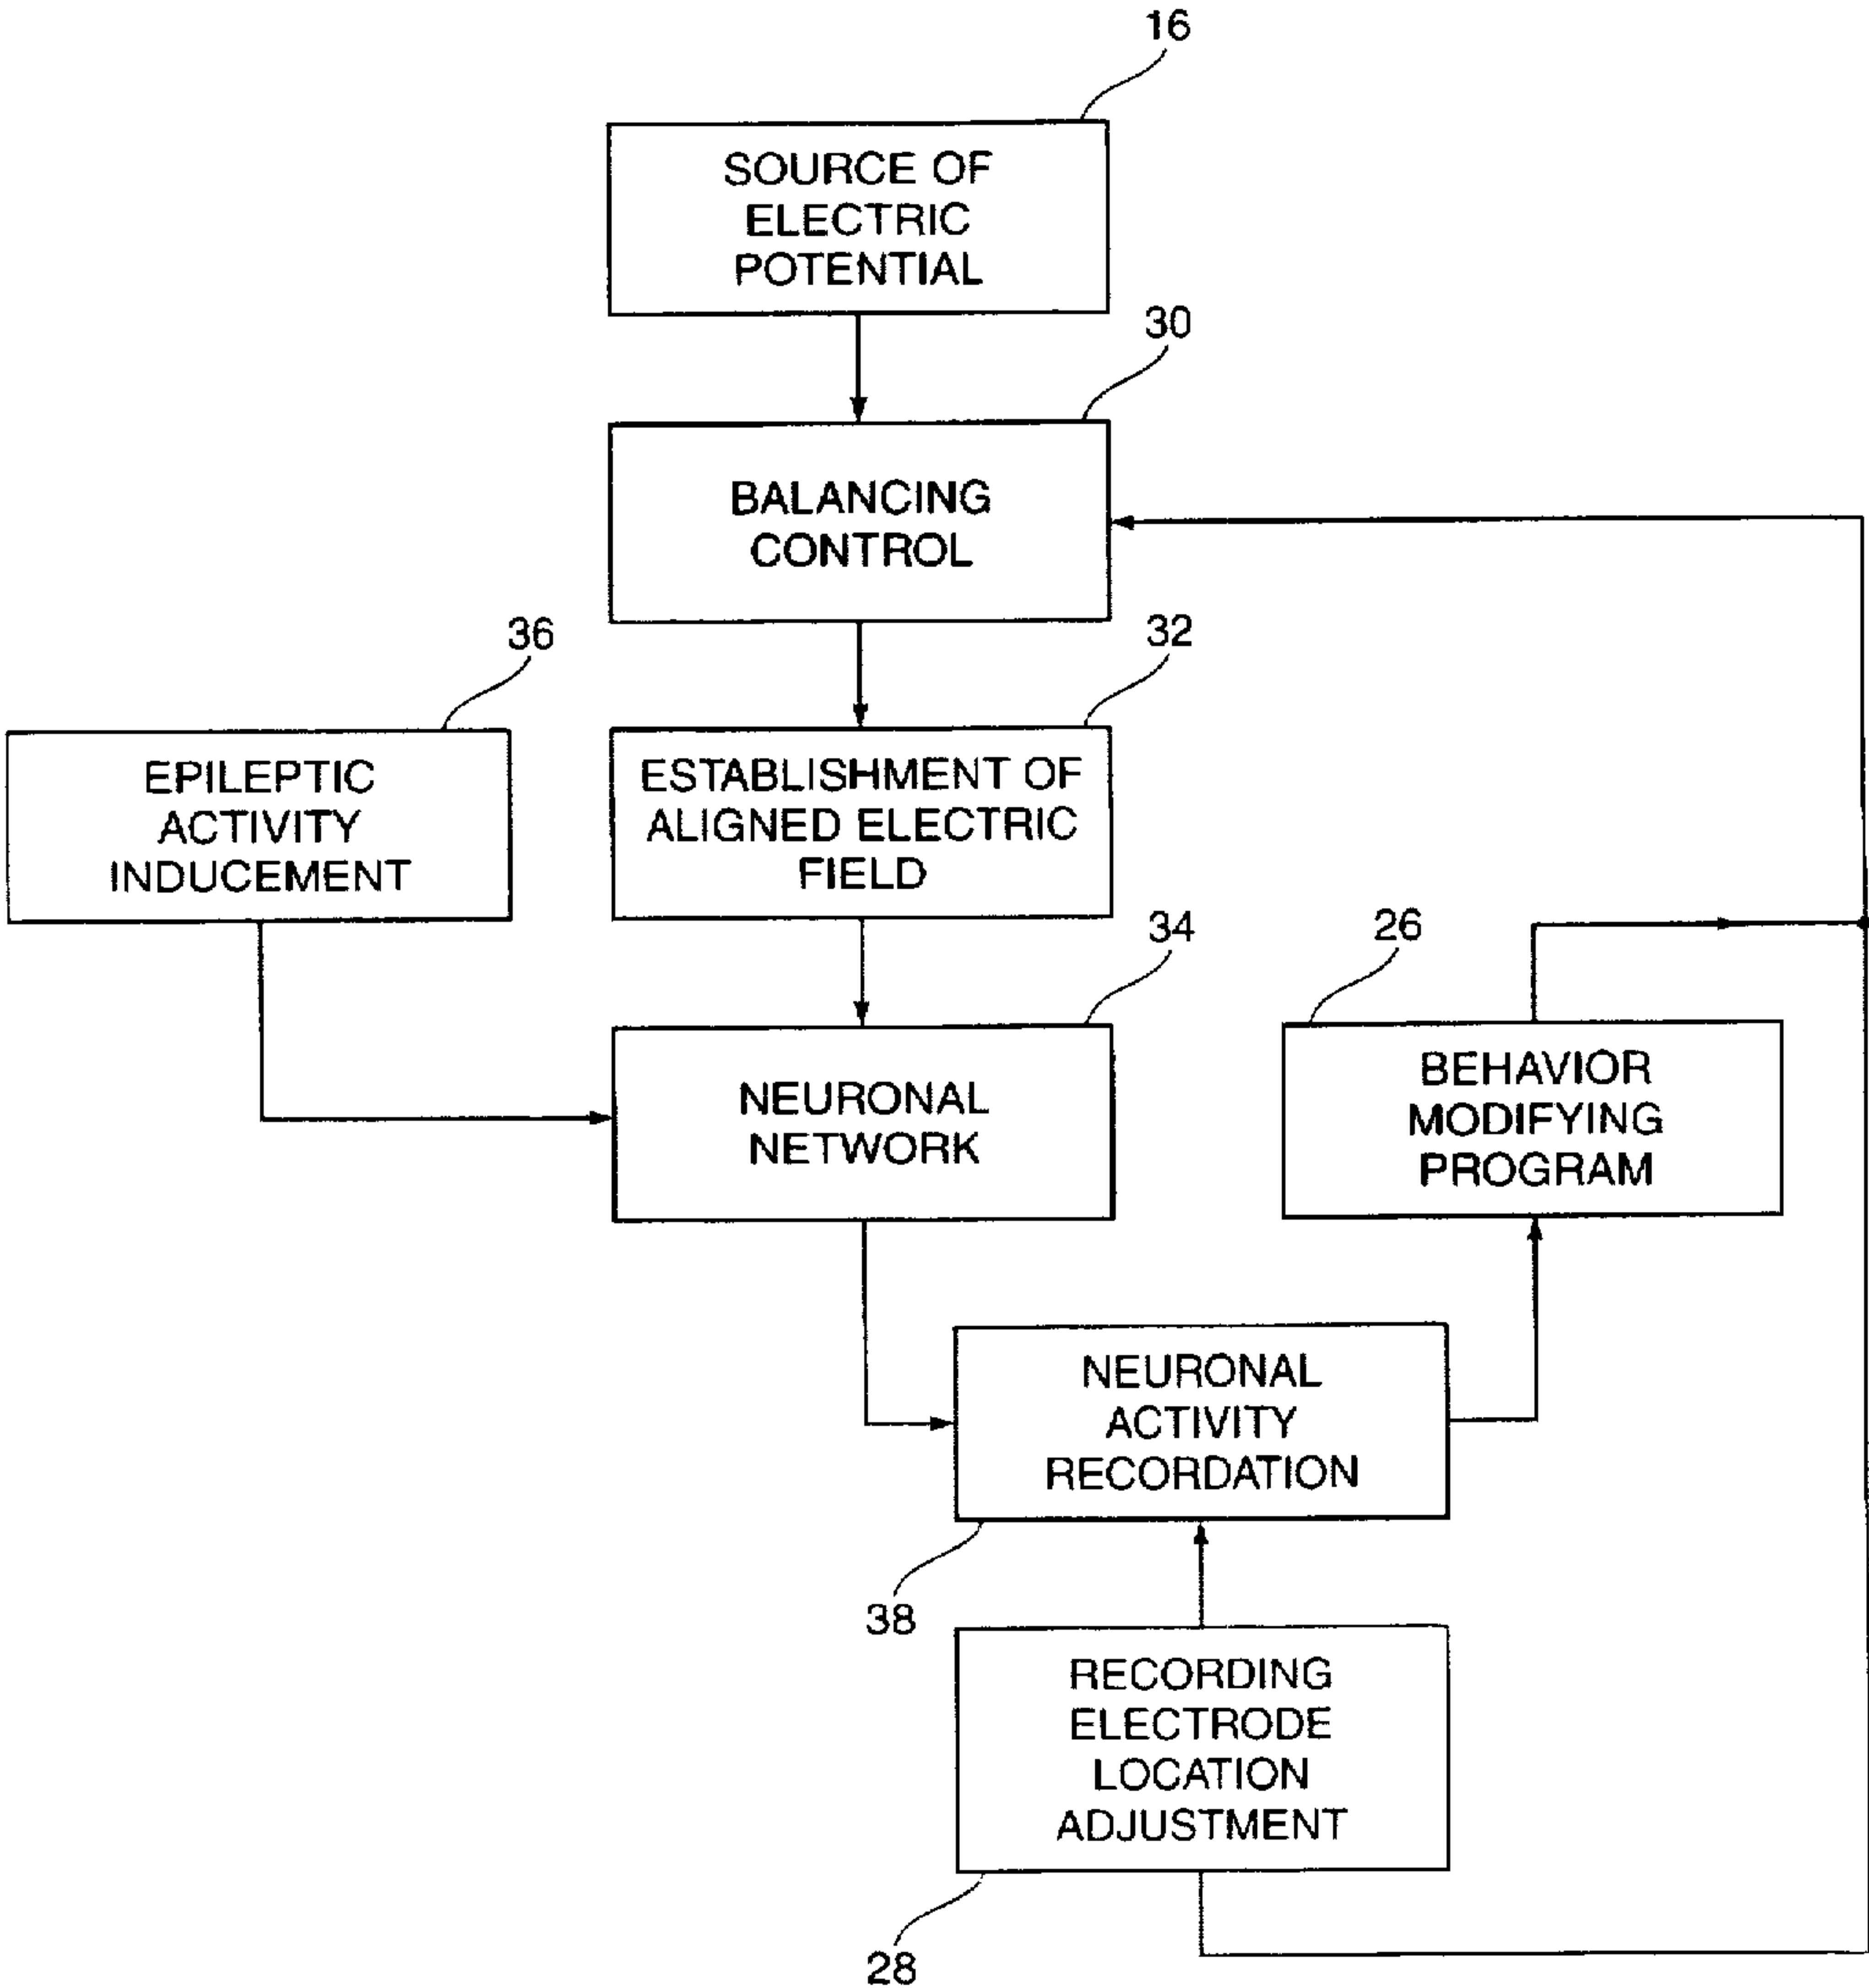 16
SOURCE OF
ELECTRIC
POTENTIAL
30
BALANCING
CONTROL
36
32
EPILEPTIC
ACTIVITY
INDUCEMENT
ESTABLISHMENT OF
ALIGNED ELECTRIC
FIELD
34
26
NEURONAL
NETWORK
BEHAVIOR
MODIFYING
PROGRAM
NEURONAL
ACTIVITY
RECORDATION
38
RECORDING
ELECTRODE
LOCATION
ADJUSTMENT
28